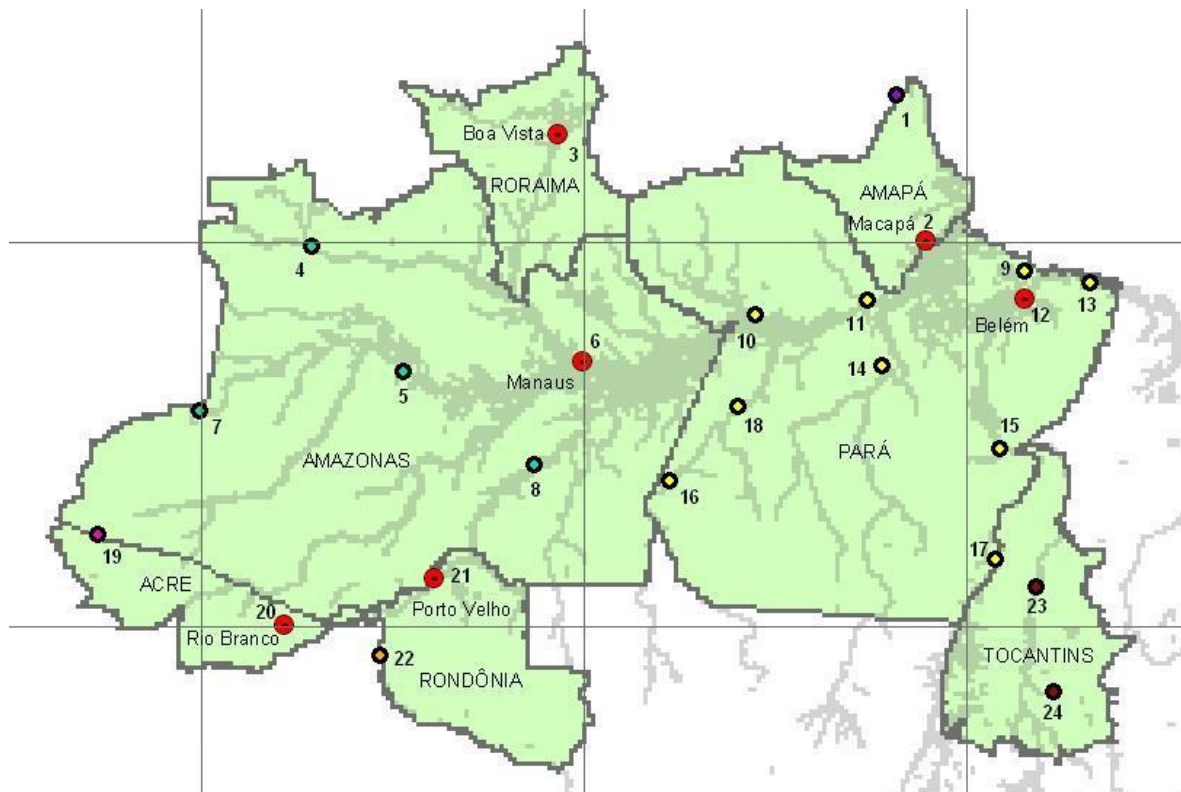 1
Boa Vista
3
RORAIMA
AMAPÁ
Macapá 2
4
9
13
12
Belém
11
10
6
Manaus
14
5
18
7
15
AMAZONAS
PARÁ
8
16
19
17
21
ACRE
23
20
Porto Velho
Rio Branco
22
RONDÔNIA
TOCANTINS
24